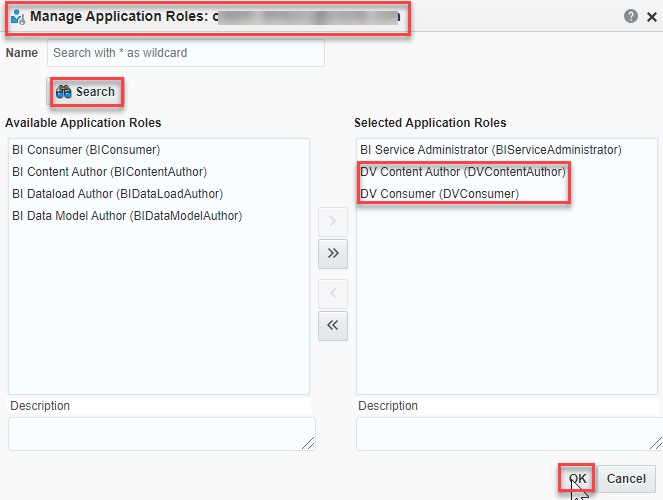 Manage Application Roles:
Name
Search with * as wildcard
Search
Available Application Roles
BI Consumer (BIConsumer)
BI Content Author (BIContentAuthor)
BI Dataload Author (BIDataLoadAuthor)
BI Data Model Author (BIDataModelAuthor)
Selected Application Roles
BI Service Administrator (BIServiceAdministrator)
DV Content Author (DVContentAuthor)
DV Consumer (DVConsumer)
Description
Description
OK
Cancel